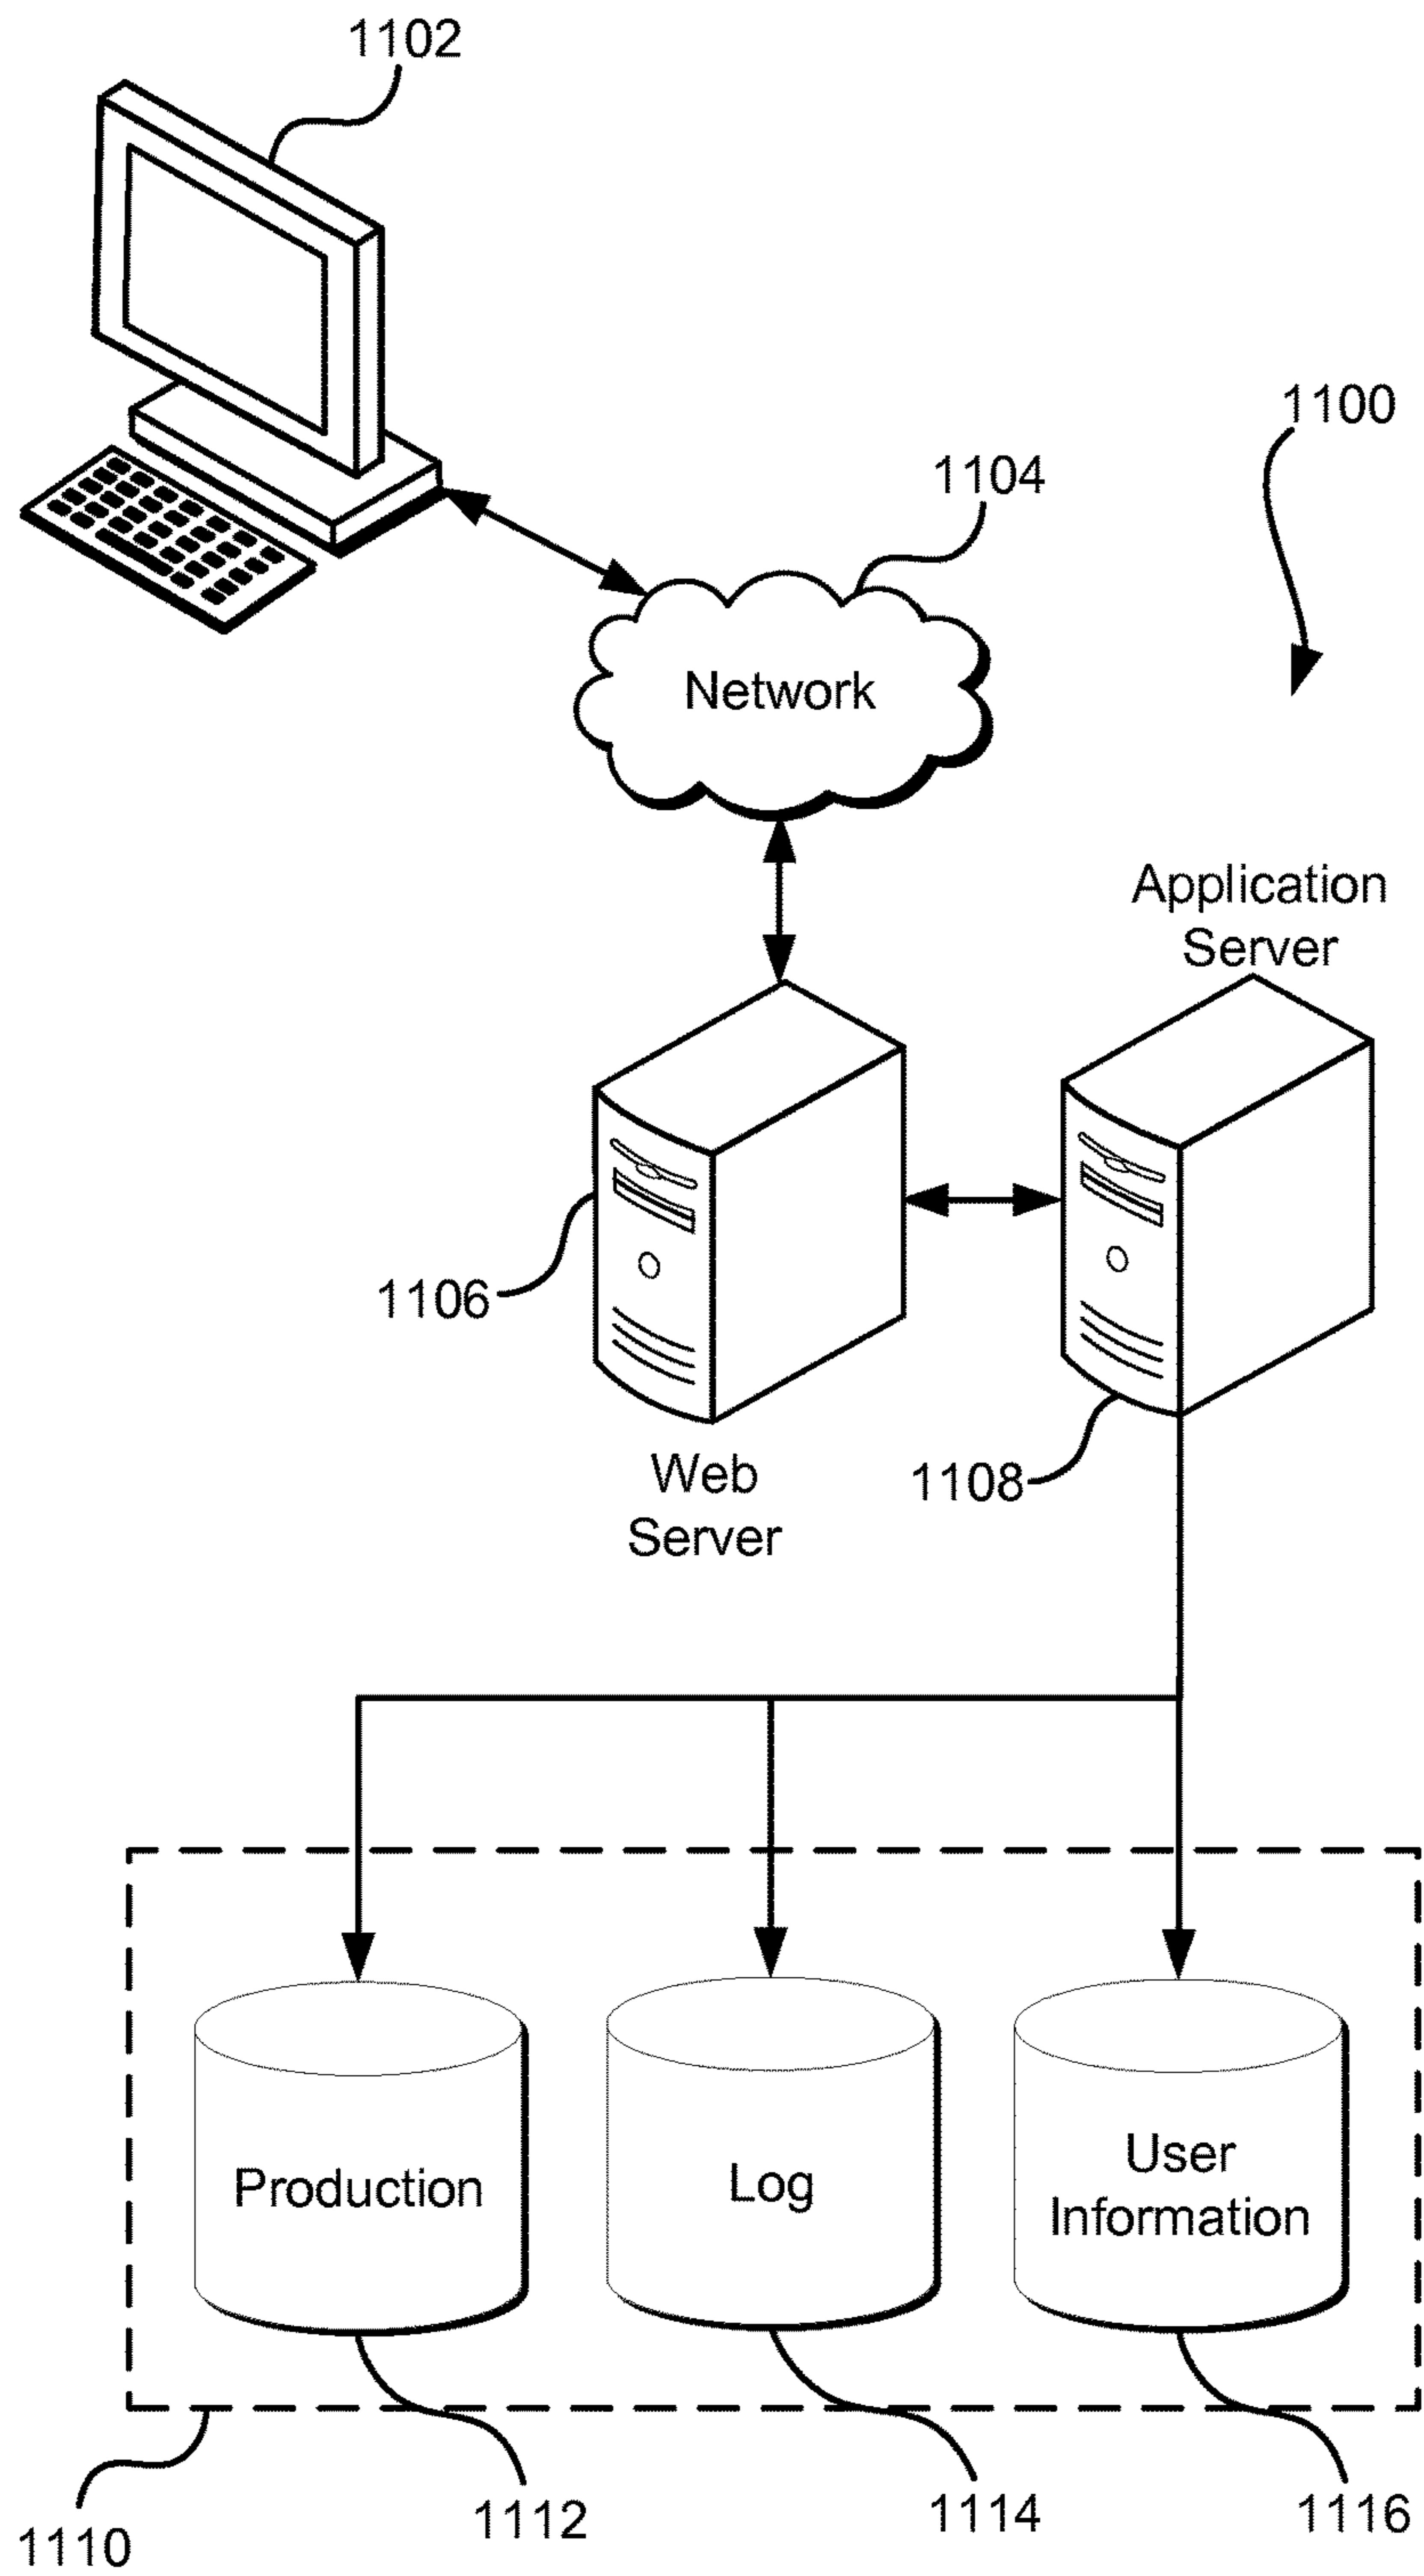 1102
1100
1104
Network
Application
Server
1106
Web
Server
1108
Production
Log
User
Information
1110
1112
1114
1116